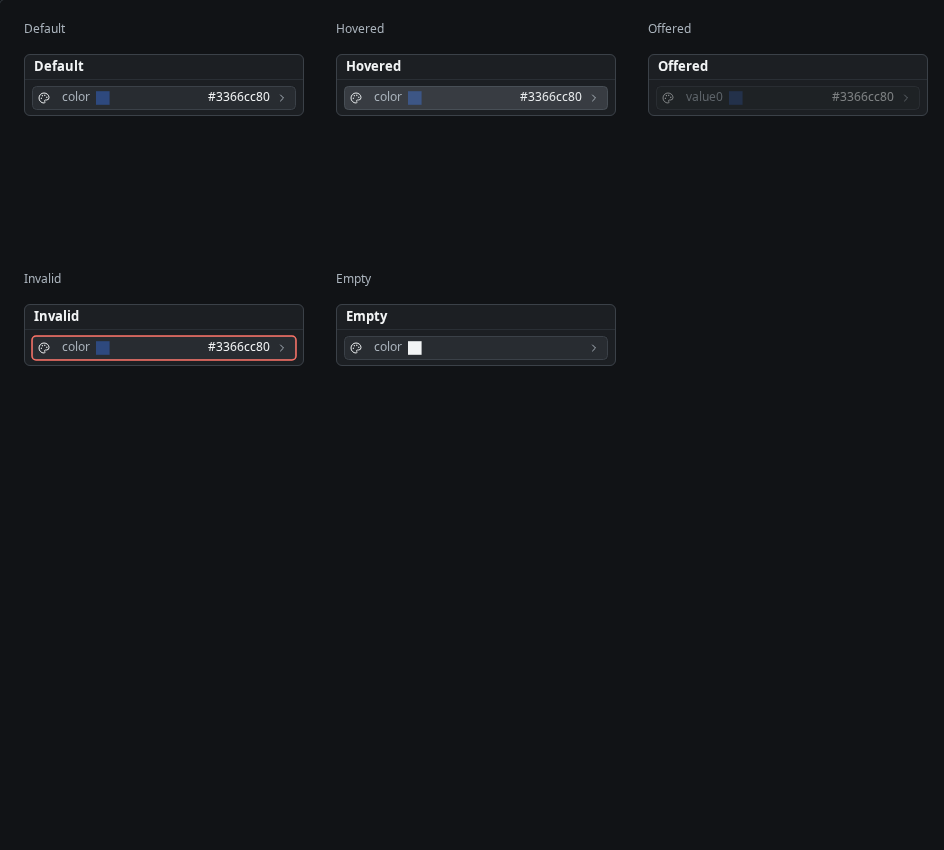 Default
Hovered
Offered
Default
Hovered
Offered
color #3366cc80
color #3366cc80
value0 #3366cc80
Invalid
Empty
Invalid
Empty
color #3366cc80
color